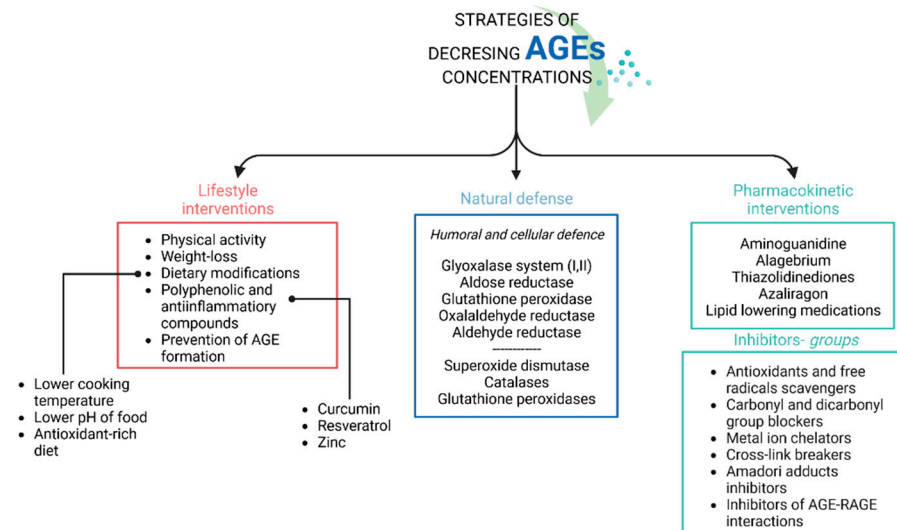 STRATEGIES OF
DECRESING AGEs
CONCENTRATIONS
Lifestyle
interventions
• Physical activity
• Weight-loss
• Dietary modifications
• Polyphenolic and
antiinflammatiory
compounds
• Prevention of AGE
formation
• Lower cooking
temperature
• Lower pH of food
• Antioxidant-rich
diet
• Curcumin
• Resveratrol
• Zinc
Natural defense
Humoral and cellular defence
Glyoxalase system (I,II)
Aldose reductase
Glutathione peroxidase
Oxalaldehyde reductase
Aldehyde reductase
------------
Superoxide dismutase
Catalases
Glutathione peroxidases
Pharmacokinetic
interventions
Aminoguanidine
Alagebrium
Thiazolidinediones
Azaliragon
Lipid lowering medications
Inhibitors- groups
• Antioxidants and free
radicals scavengers
• Carbonyl and dicarbonyl
group blockers
• Metal ion chelators
• Cross-link breakers
• Amadori adducts
inhibitors
• Inhibitors of AGE-RAGE
interactions